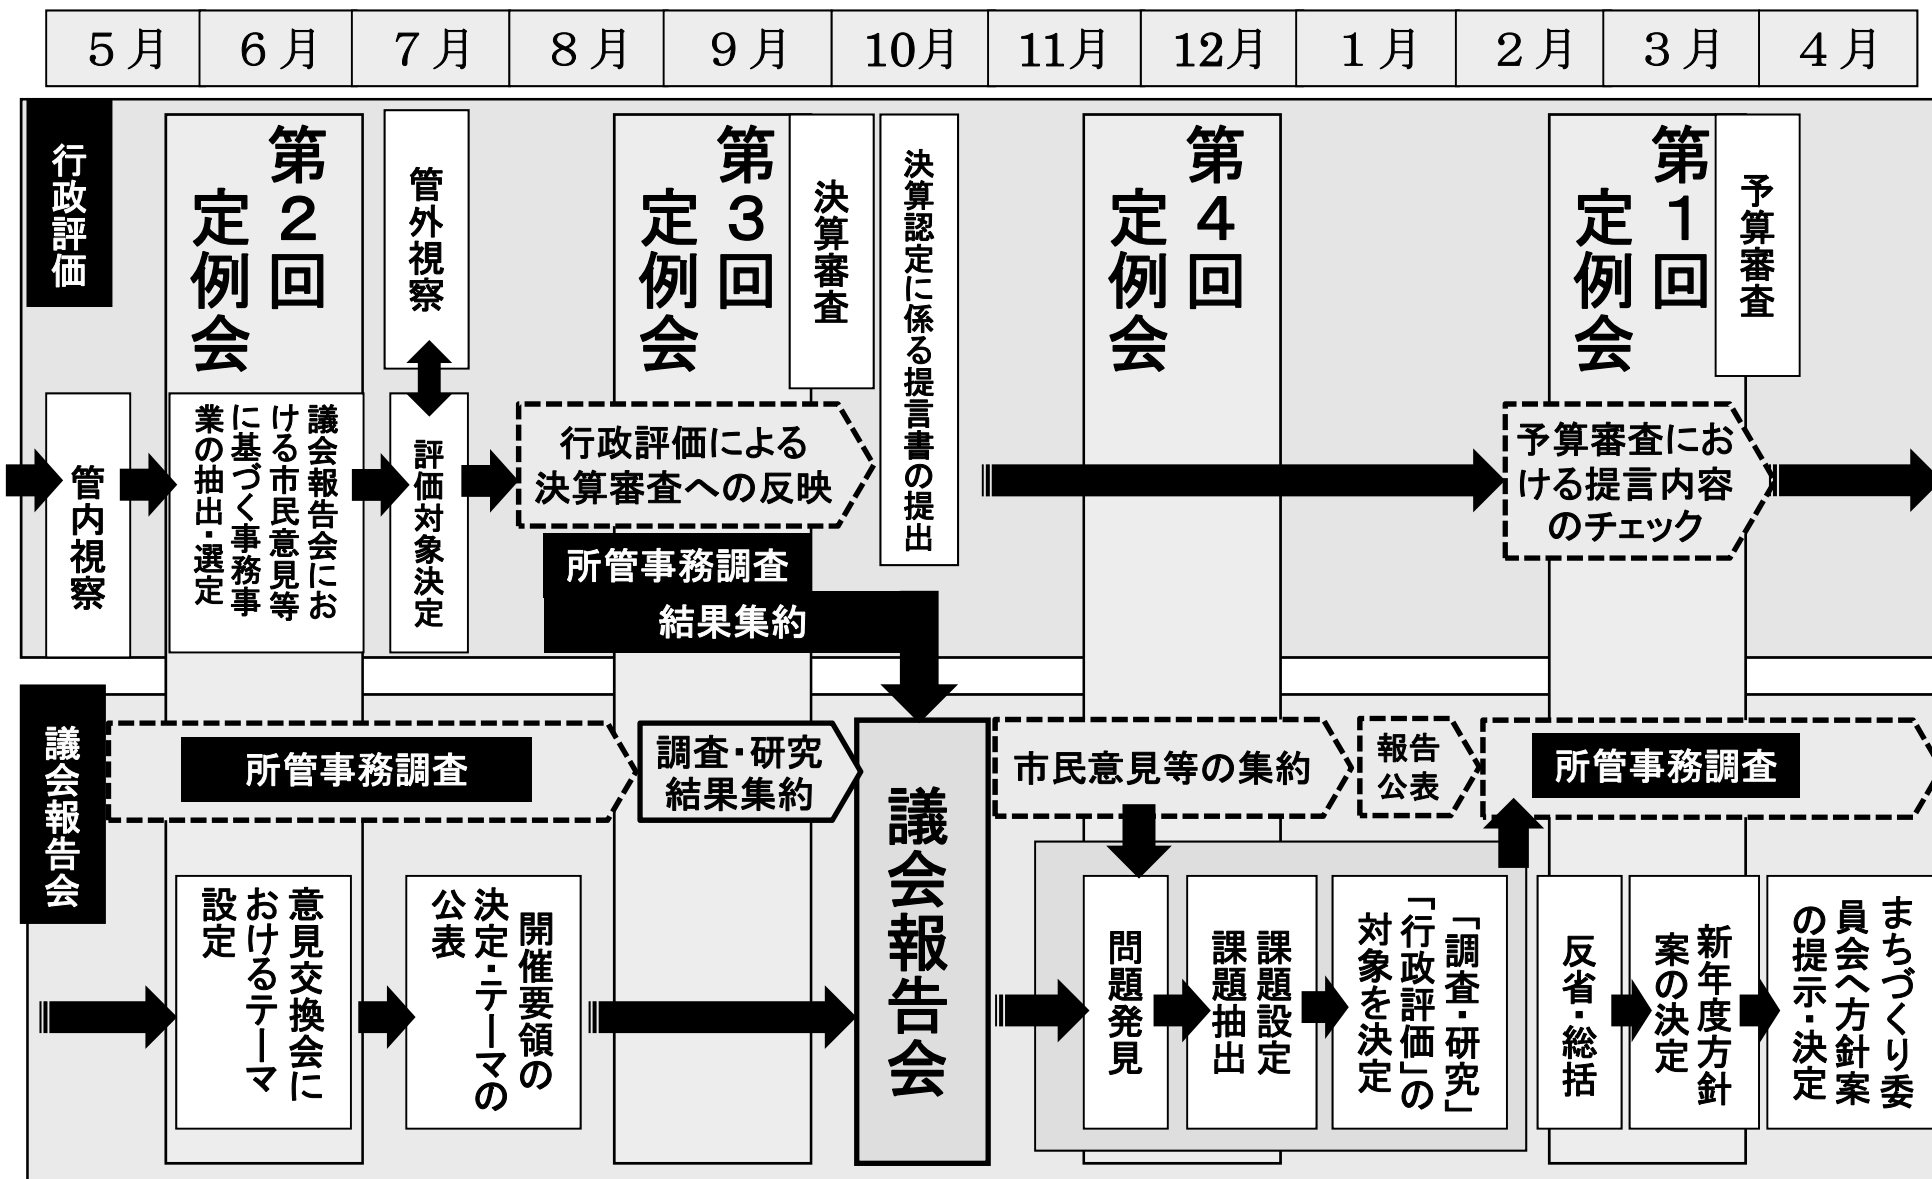 5月
6月
7月
8月
9月
10月
11月
12月
1月
2月
3月
4月
行政評価
第2回
定例会
管外視察
第3回
定例会
決算審査
決算認定に係る提言書の提出
第4回
定例会
第1回
定例会
予算審査
管内視察
議会報告会にお
ける市民意見等
に基づく事務事
業の抽出・選定
評価対象決定
行政評価による
決算審査への反映
予算審査にお
ける提言内容
のチェック
所管事務調査
結果集約
議会報告会
所管事務調査
調査・研究
結果集約
議会報告会
市民意見等の集約
報告
公表
所管事務調査
意見交換会に
おけるテーマ
設定
開催要領の
決定・テーマの
公表
問題発見
課題設定
課題抽出
「調査・研究」
「行政評価」の
対象を決定
反省・総括
新年度方針
案の決定
まちづくり委
員会へ方針案
の提示・決定